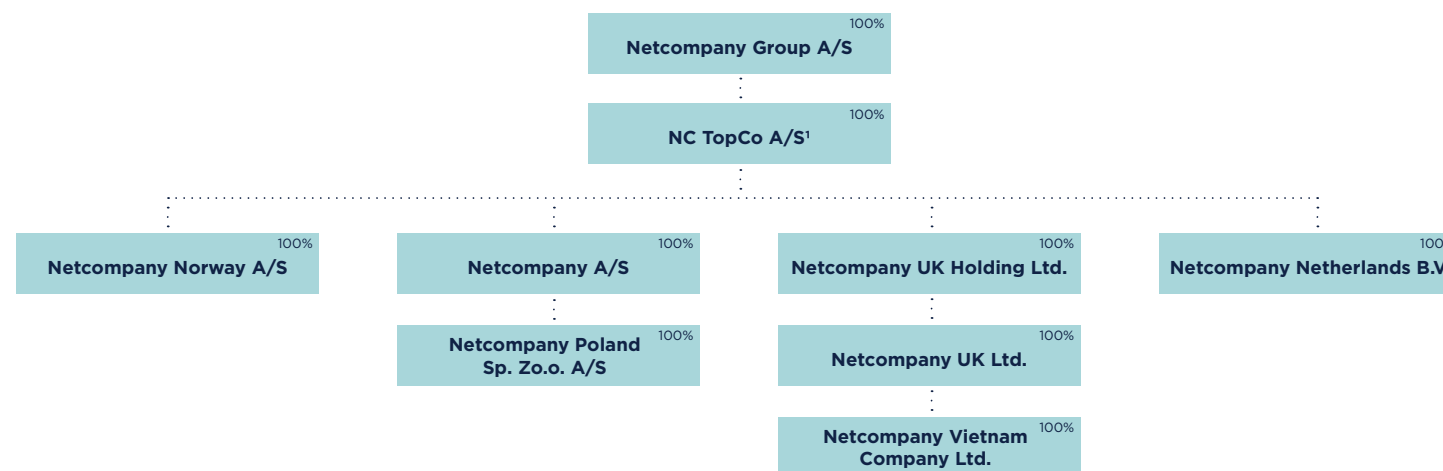 100%
Netcompany Group A/S
100%
NC TopCo A/S¹
100%
Netcompany Norway A/S
100%
Netcompany A/S
100%
Netcompany UK Holding Ltd.
100
Netcompany Netherlands B.V
100%
Netcompany Poland
Sp. Zo.o. A/S
100%
Netcompany UK Ltd.
100%
Netcompany Vietnam
Company Ltd.